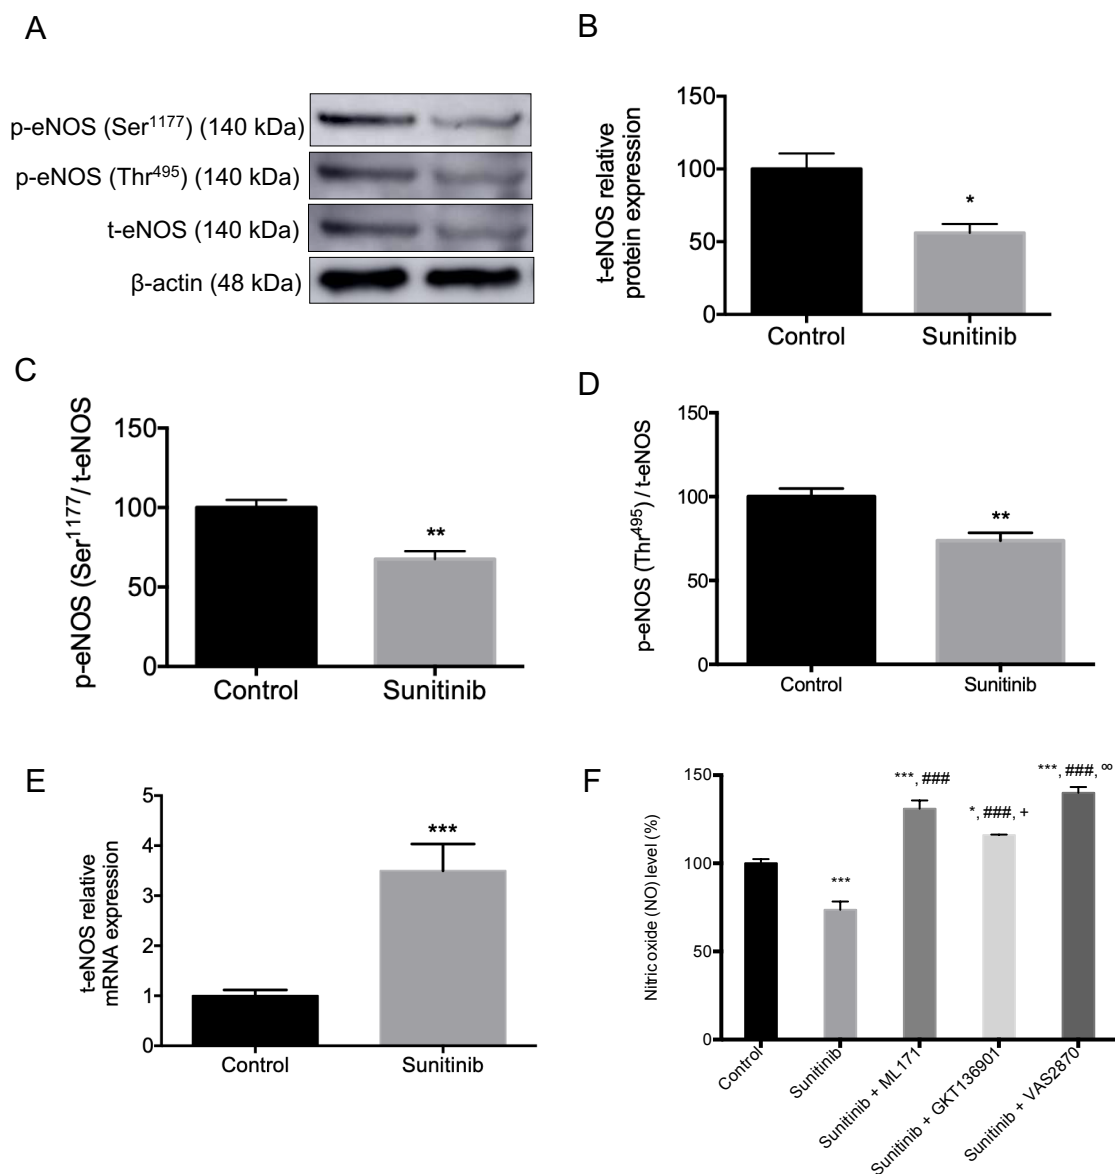 A
p-eNOS (Ser1177) (140 kDa)
p-eNOS (Thr495) (140 kDa)
t-eNOS (140 kDa)
β-actin (48 kDa)
B
t-eNOS relative
protein expression
150
100
50
0
*
Control
Sunitinib
C
p-eNOS (Ser1177/ t-eNOS
150
100
50
0
**
Control
Sunitinib
D
p-eNOS (Thr495) / t-eNOS
150
100
50
0
**
Control
Sunitinib
E
t-eNOS relative
mRNA expression
5
4
3
2
1
0
***
Control
Sunitinib
F
Nitric oxide (NO) level (%)
150
100
50
0
***
***, ###
*, ###, +
***, ###, ∞
Control
Sunitinib
Sunitinib + ML171
Sunitinib + GKT136901
Sunitinib + VAS2870